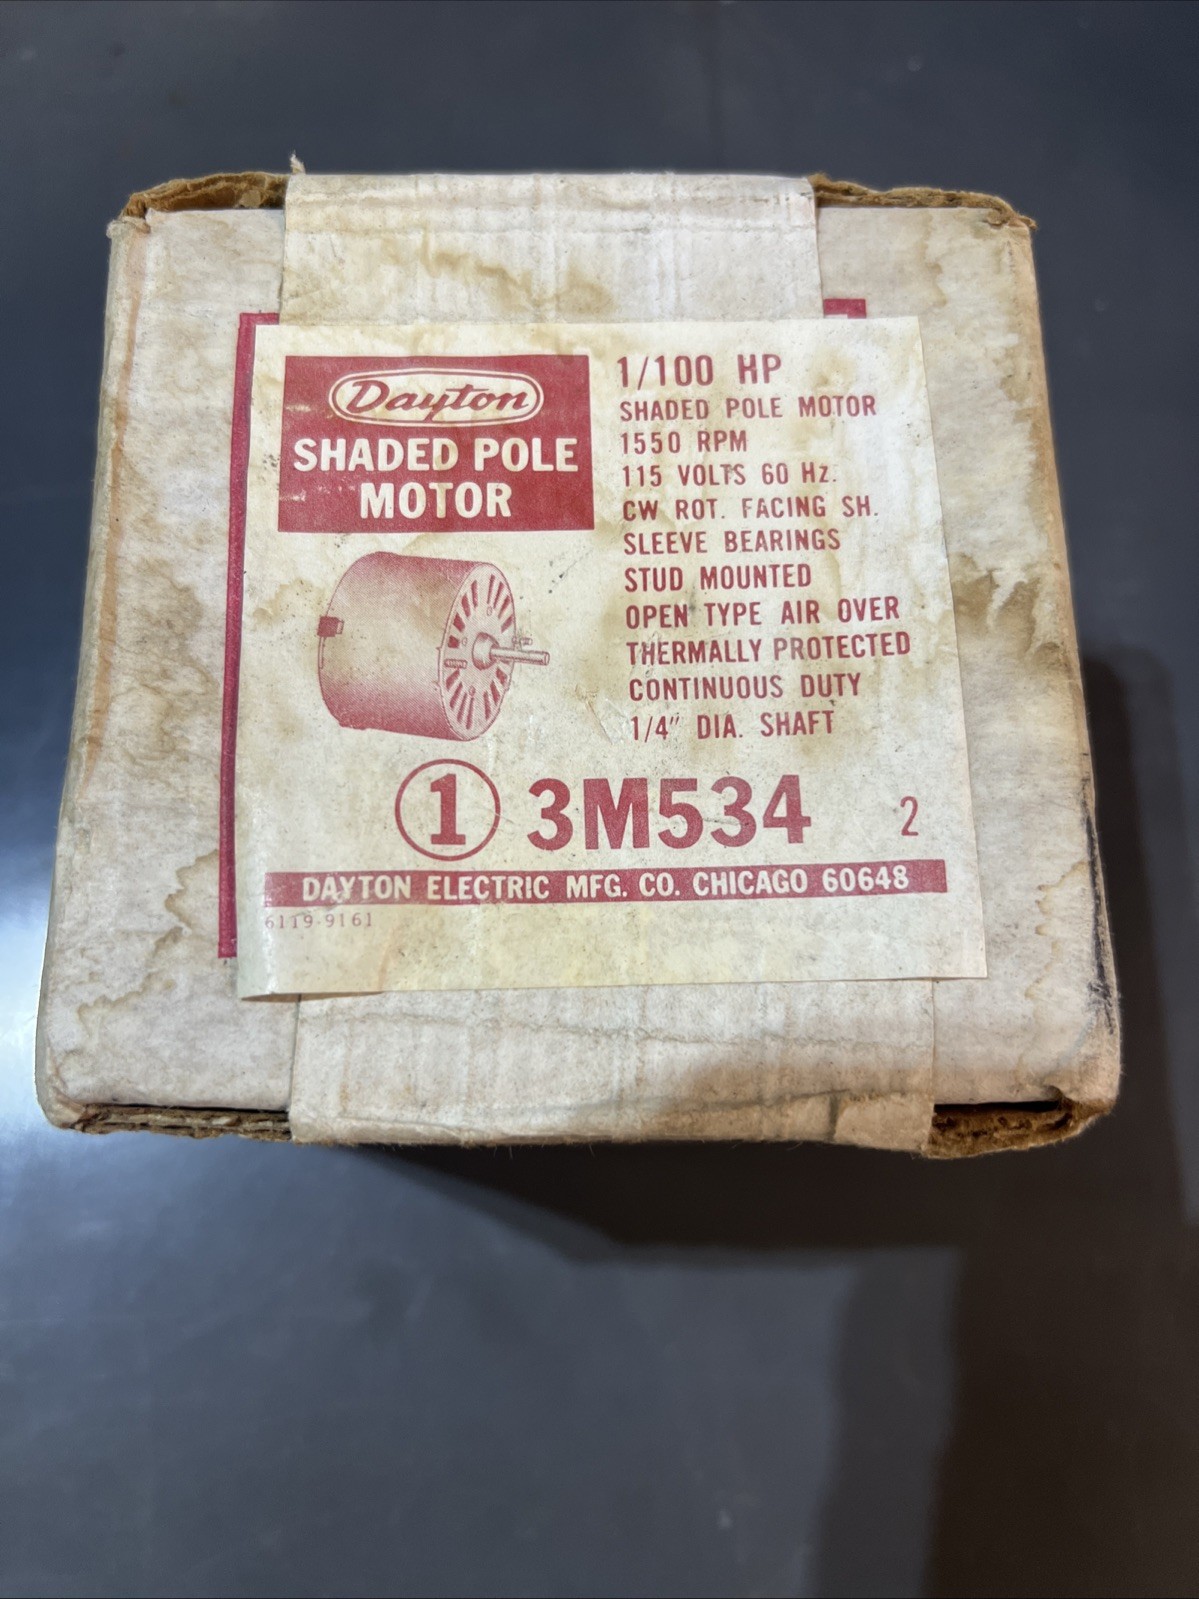 Dayton
SHADED POLE
MOTOR
1/100 HP
SHADED POLE MOTOR
1550 RPM
115 VOLTS 60 Hz.
CW ROT. FACING SH.
SLEEVE BEARINGS
STUD MOUNTED
OPEN TYPE AIR OVER
THERMALLY PROTECTED
CONTINUOUS DUTY
1/4" DIA. SHAFT
1 3M534 2
DAYTON ELECTRIC MFG. CO. CHICAGO 60648
6119-9161